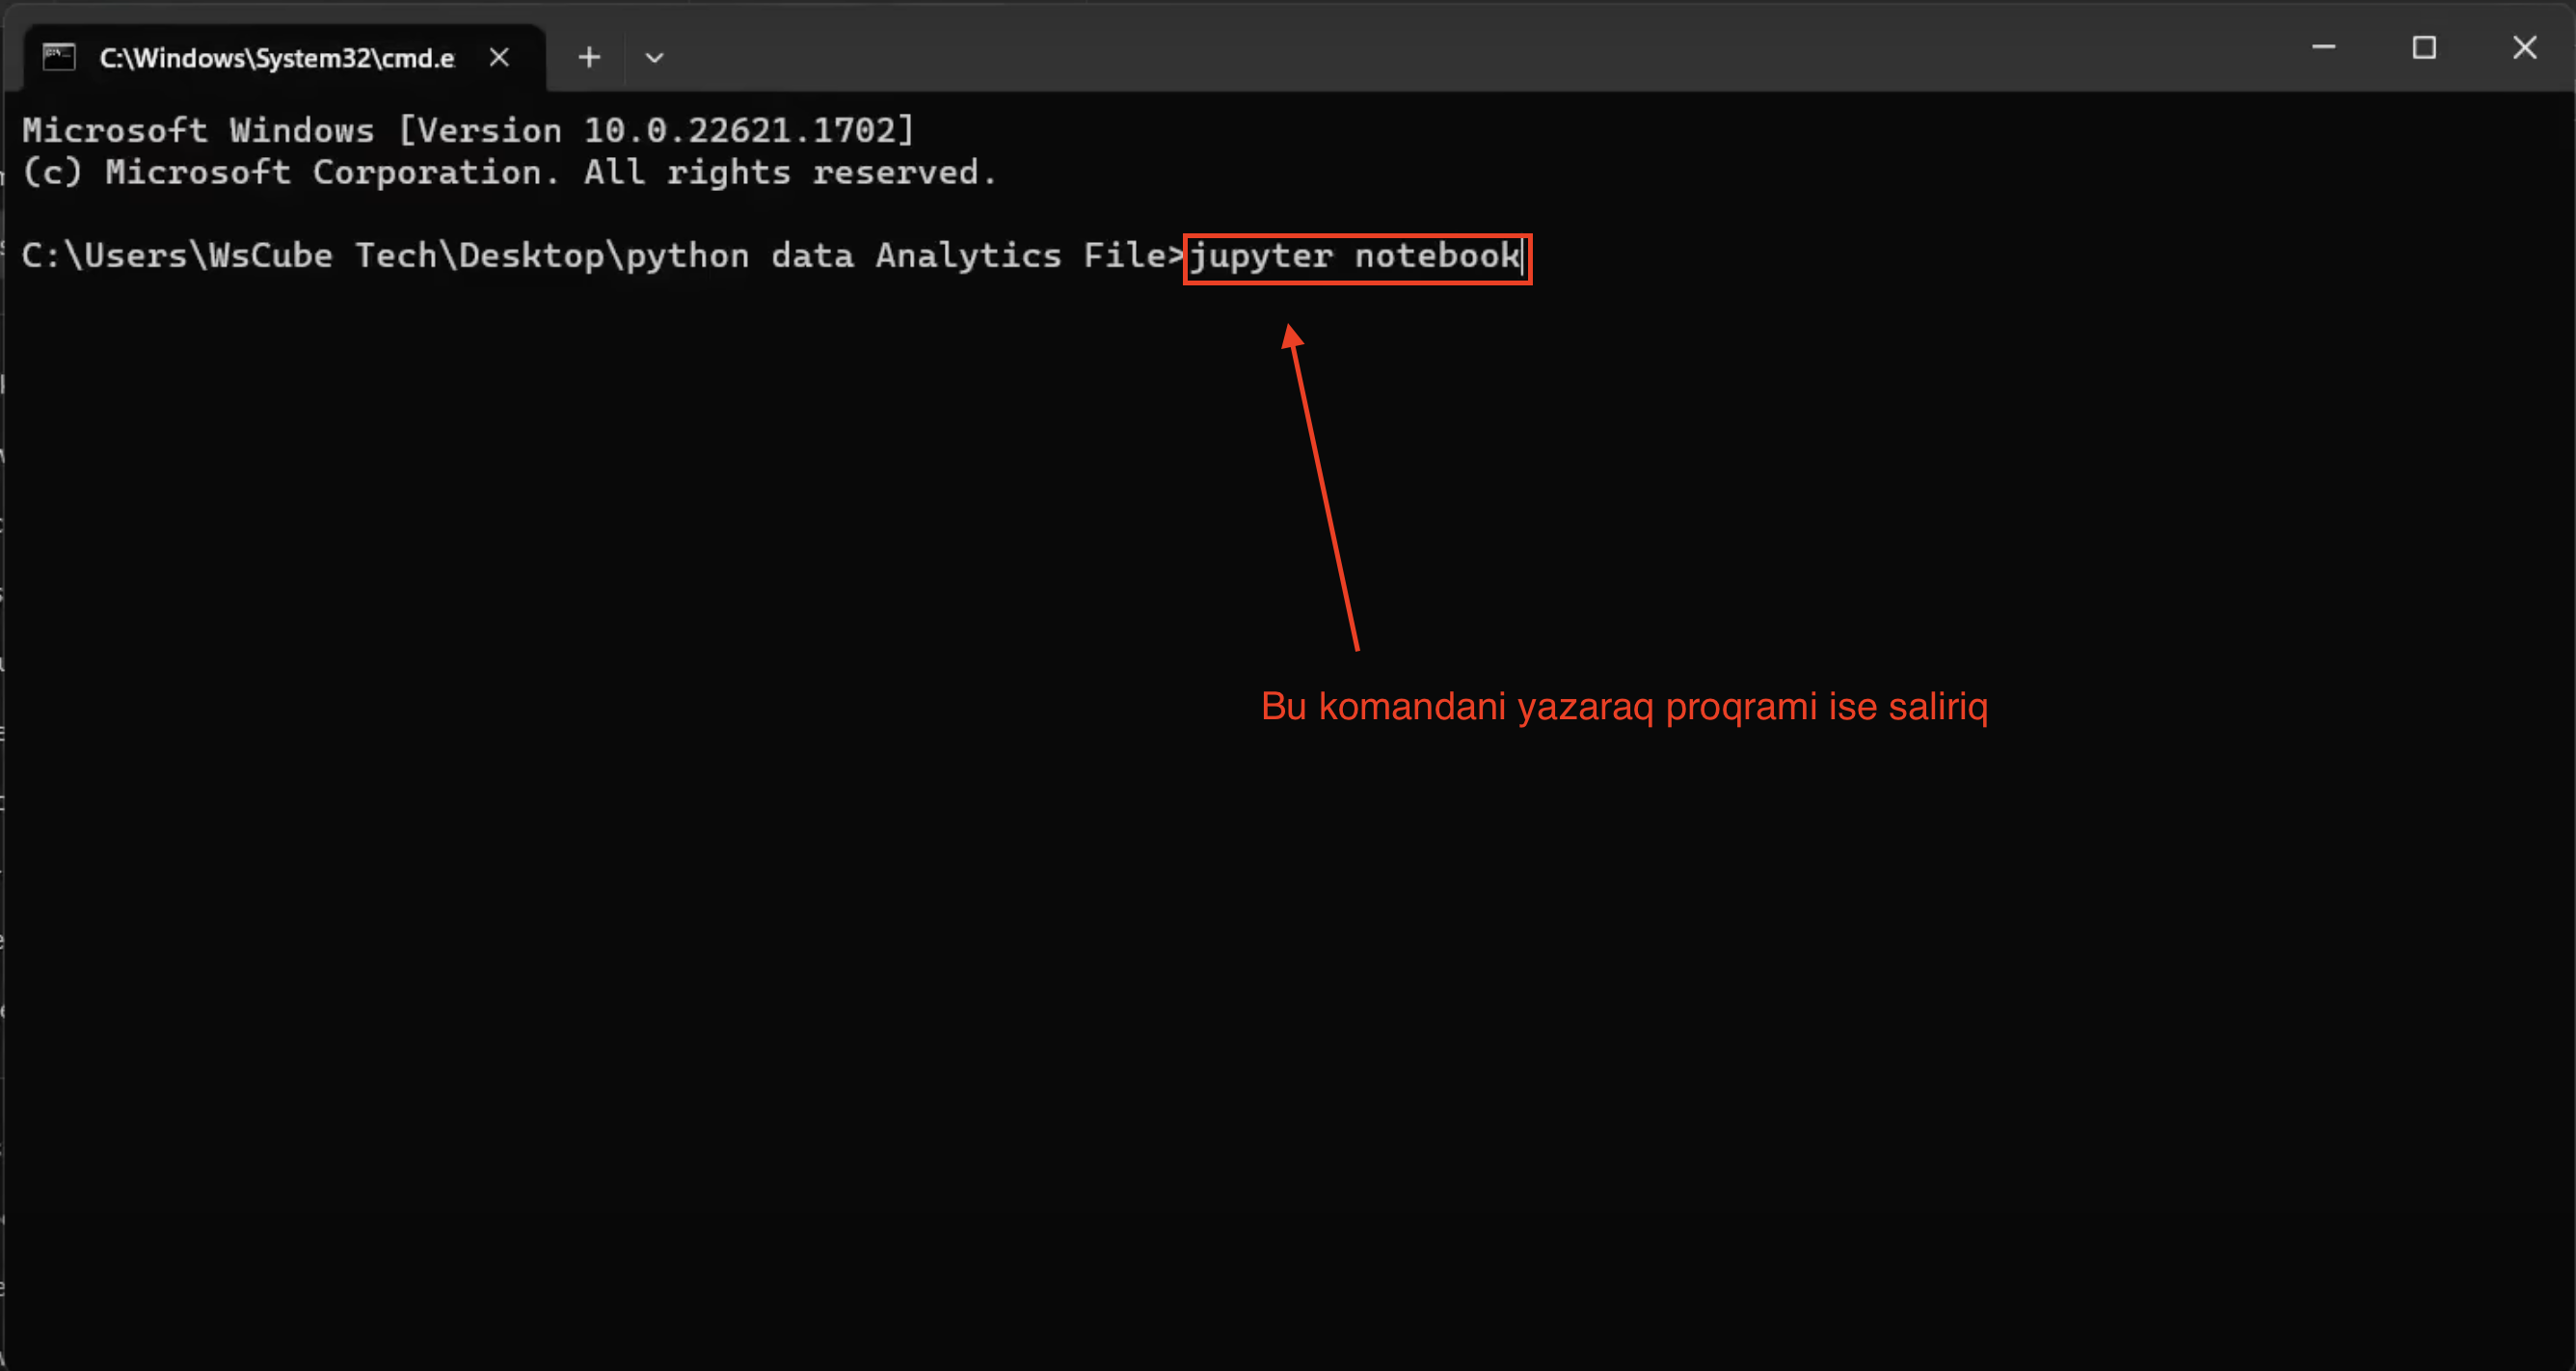 C:\Windows\System32\cmd.e
Microsoft Windows [Version 10.0.22621.1702]
(c) Microsoft Corporation. All rights reserved.
C:\Users\WsCube Tech\Desktop\python data Analytics File>jupyter notebook
Bu komandani yazaraq proqrami ise saliriq